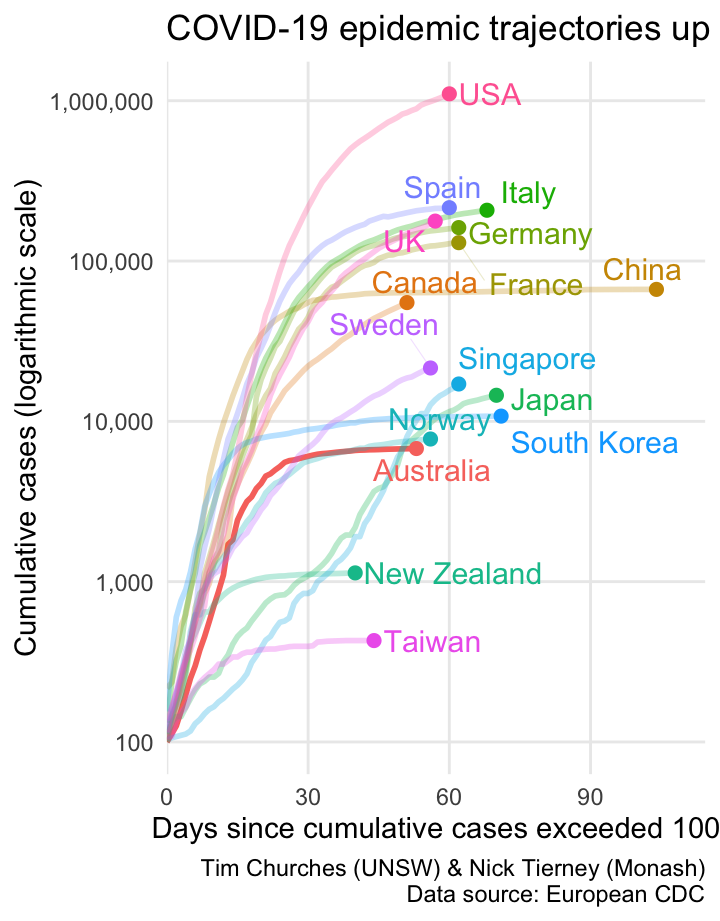 COVID-19 epidemic trajectories up
Cumulative cases (logarithmic scale)
1,000,000
100,000
10,000
1,000
100
USA
Spain
Italy
UK
Germany
France
China
Canada
Sweden
Singapore
Japan
Norway
South Korea
Australia
New Zealand
Taiwan
0 30 60 90
Days since cumulative cases exceeded 100
Tim Churches (UNSW) & Nick Tierney (Monash)
Data source: European CDC